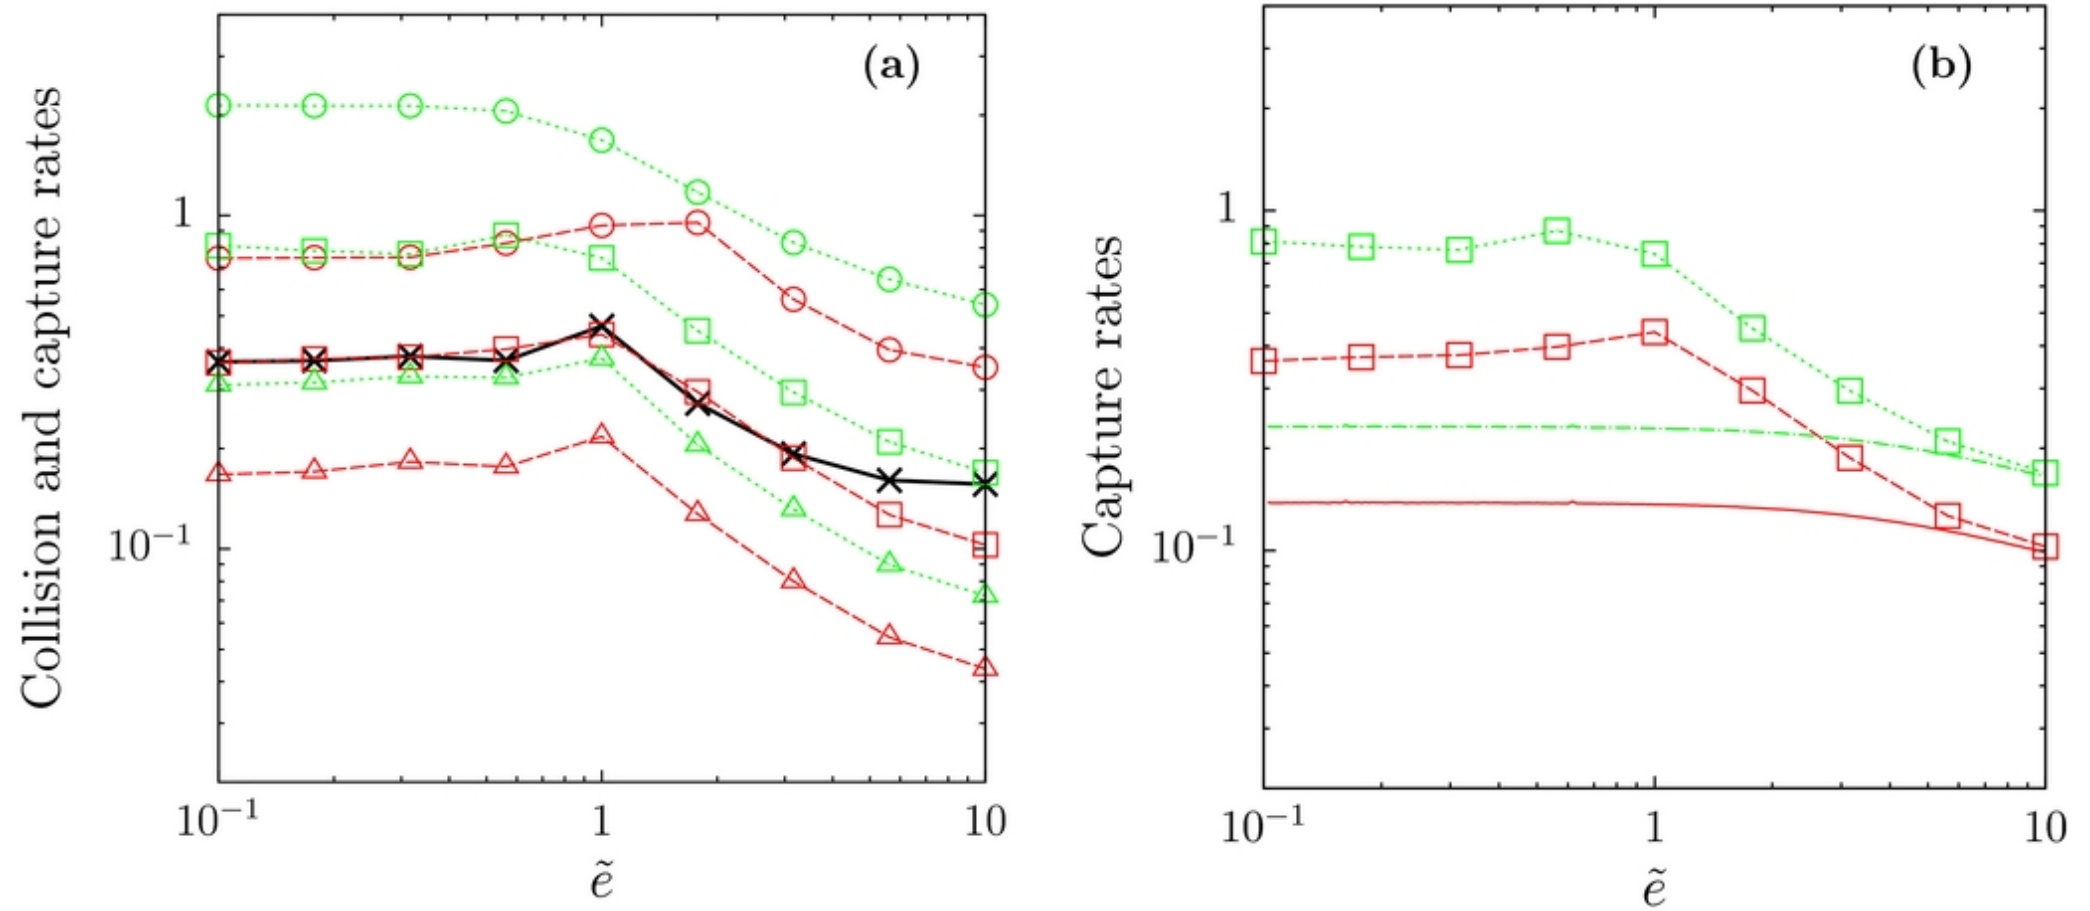 (a)
Collision and capture rates
1
10⁻¹
10⁻¹ 1 10
ẽ
(b)
Capture rates
1
10⁻¹
10⁻¹ 1 10
ẽ